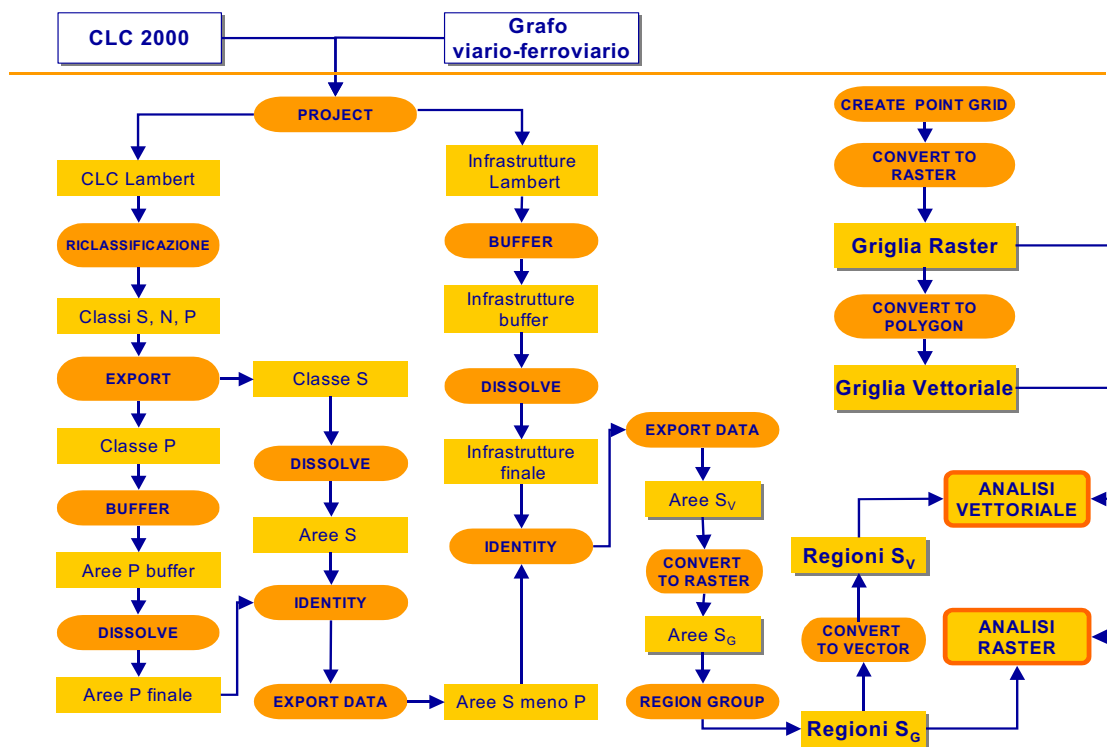 CLC 2000
Grafo
viario-ferroviario
PROJECT
CLC Lambert
RICLASSIFICAZIONE
Classi S, N, P
EXPORT
Classe P
BUFFER
Aree P buffer
DISSOLVE
Aree P finale
Classe S
DISSOLVE
Aree S
IDENTITY
EXPORT DATA
Aree S meno P
Infrastrutture
Lambert
BUFFER
Infrastrutture
buffer
DISSOLVE
Infrastrutture
finale
IDENTITY
EXPORT DATA
Aree SV
CONVERT
TO RASTER
Aree SG
REGION GROUP
Regioni SG
CONVERT
TO VECTOR
Regioni SV
CREATE POINT GRID
CONVERT TO
RASTER
Griglia Raster
CONVERT TO
POLYGON
Griglia Vettoriale
ANALISI
VETTORIALE
ANALISI
RASTER